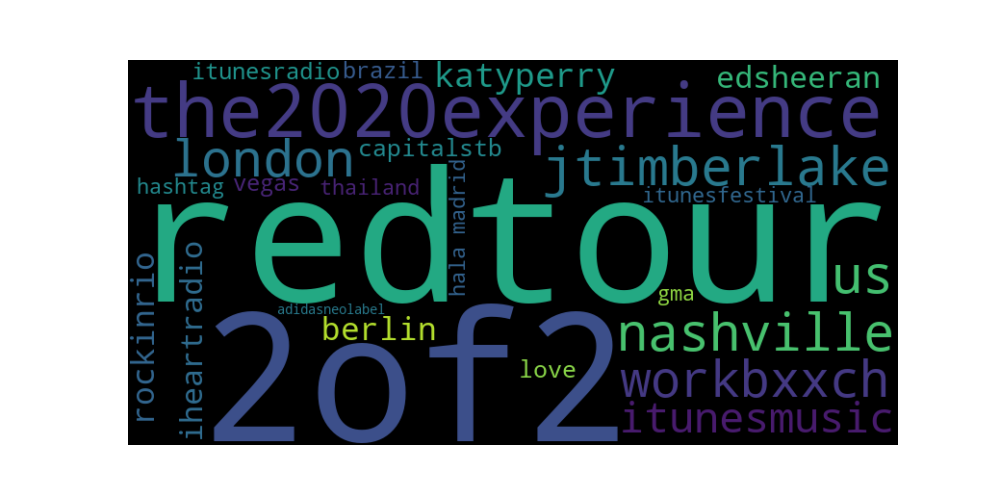 itunesradio brazil katyperry edsheeran
the2020experience
london capitalstb jtimberlake
hashtag vegas thailand hala madrid itunesfestival
redtour
rockinrio iheartradio adidasneolabel gma us
2of2 berlin nashville
love workbxxch
itunesmusic